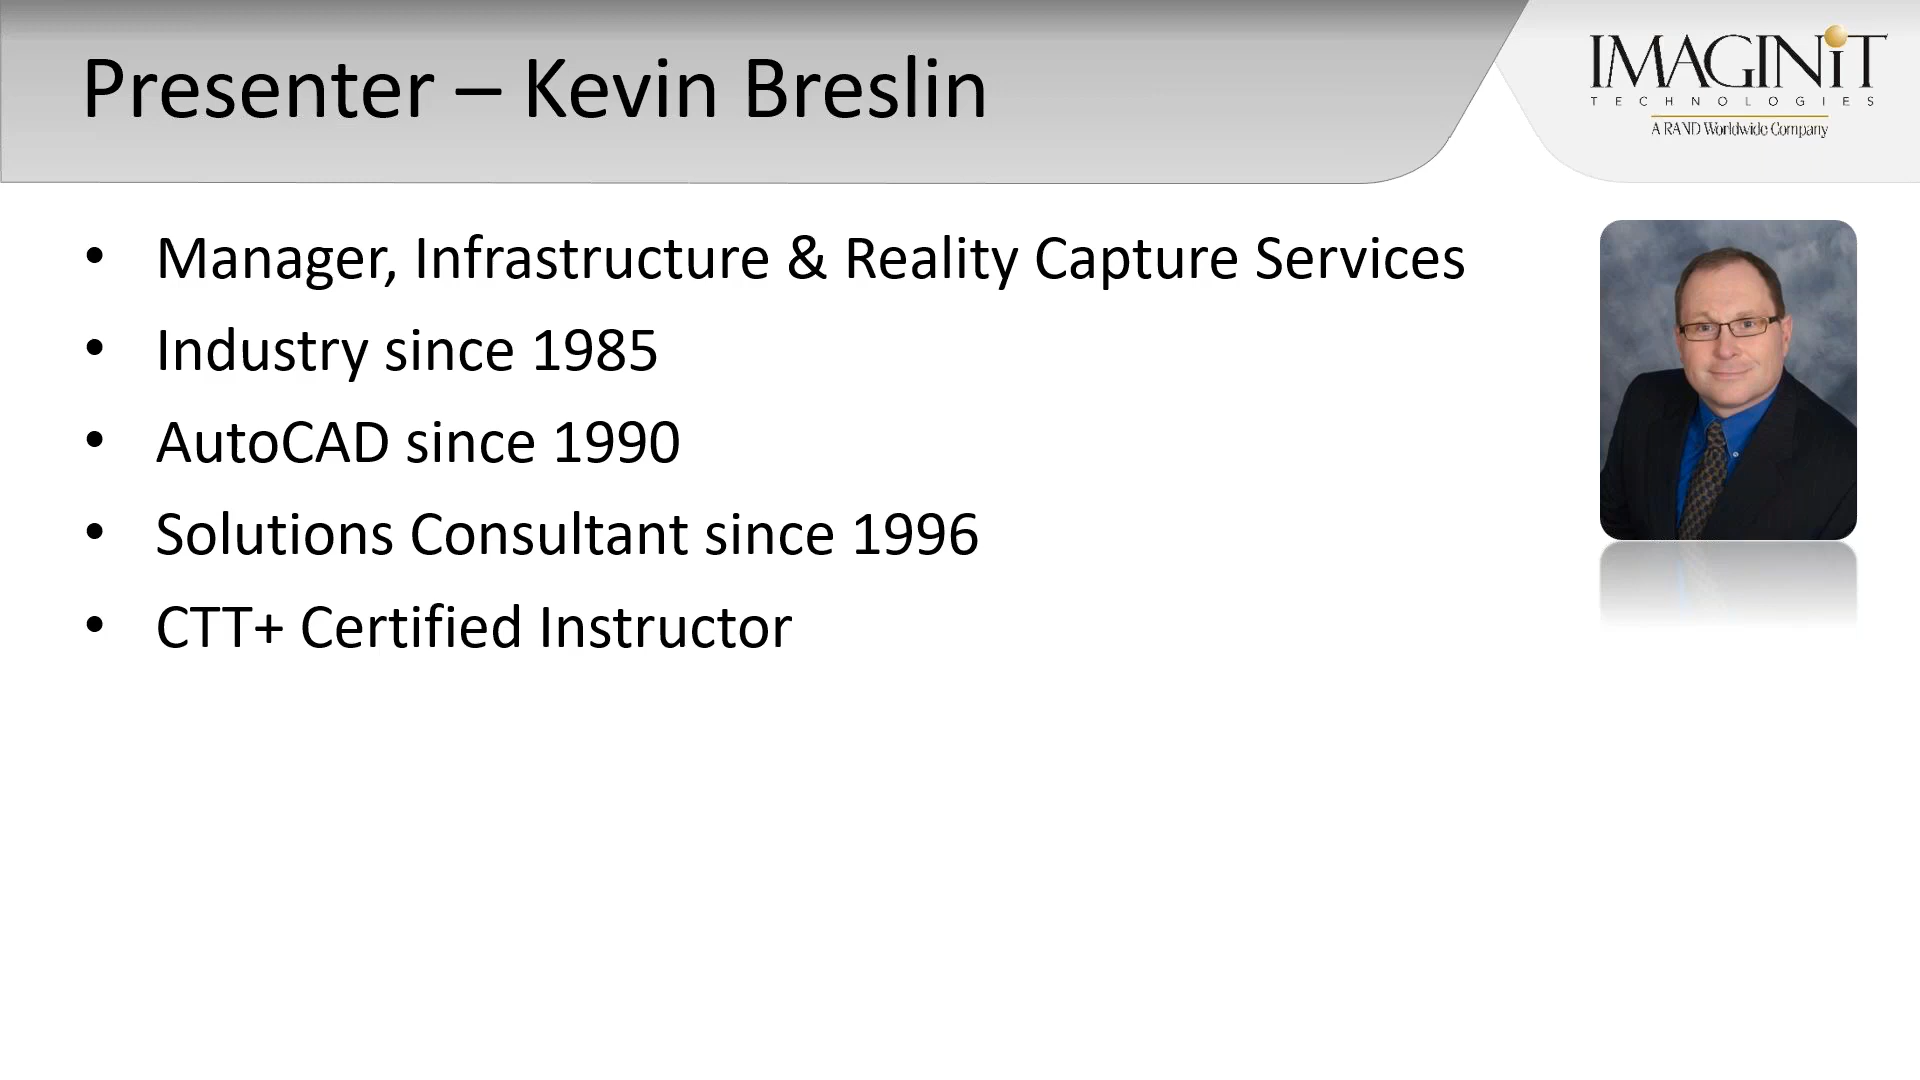 Presenter – Kevin Breslin
IMAGINiT
TECHNOLOGIES
A RAND Worldwide Company
• Manager, Infrastructure & Reality Capture Services
• Industry since 1985
• AutoCAD since 1990
• Solutions Consultant since 1996
• CTT+ Certified Instructor